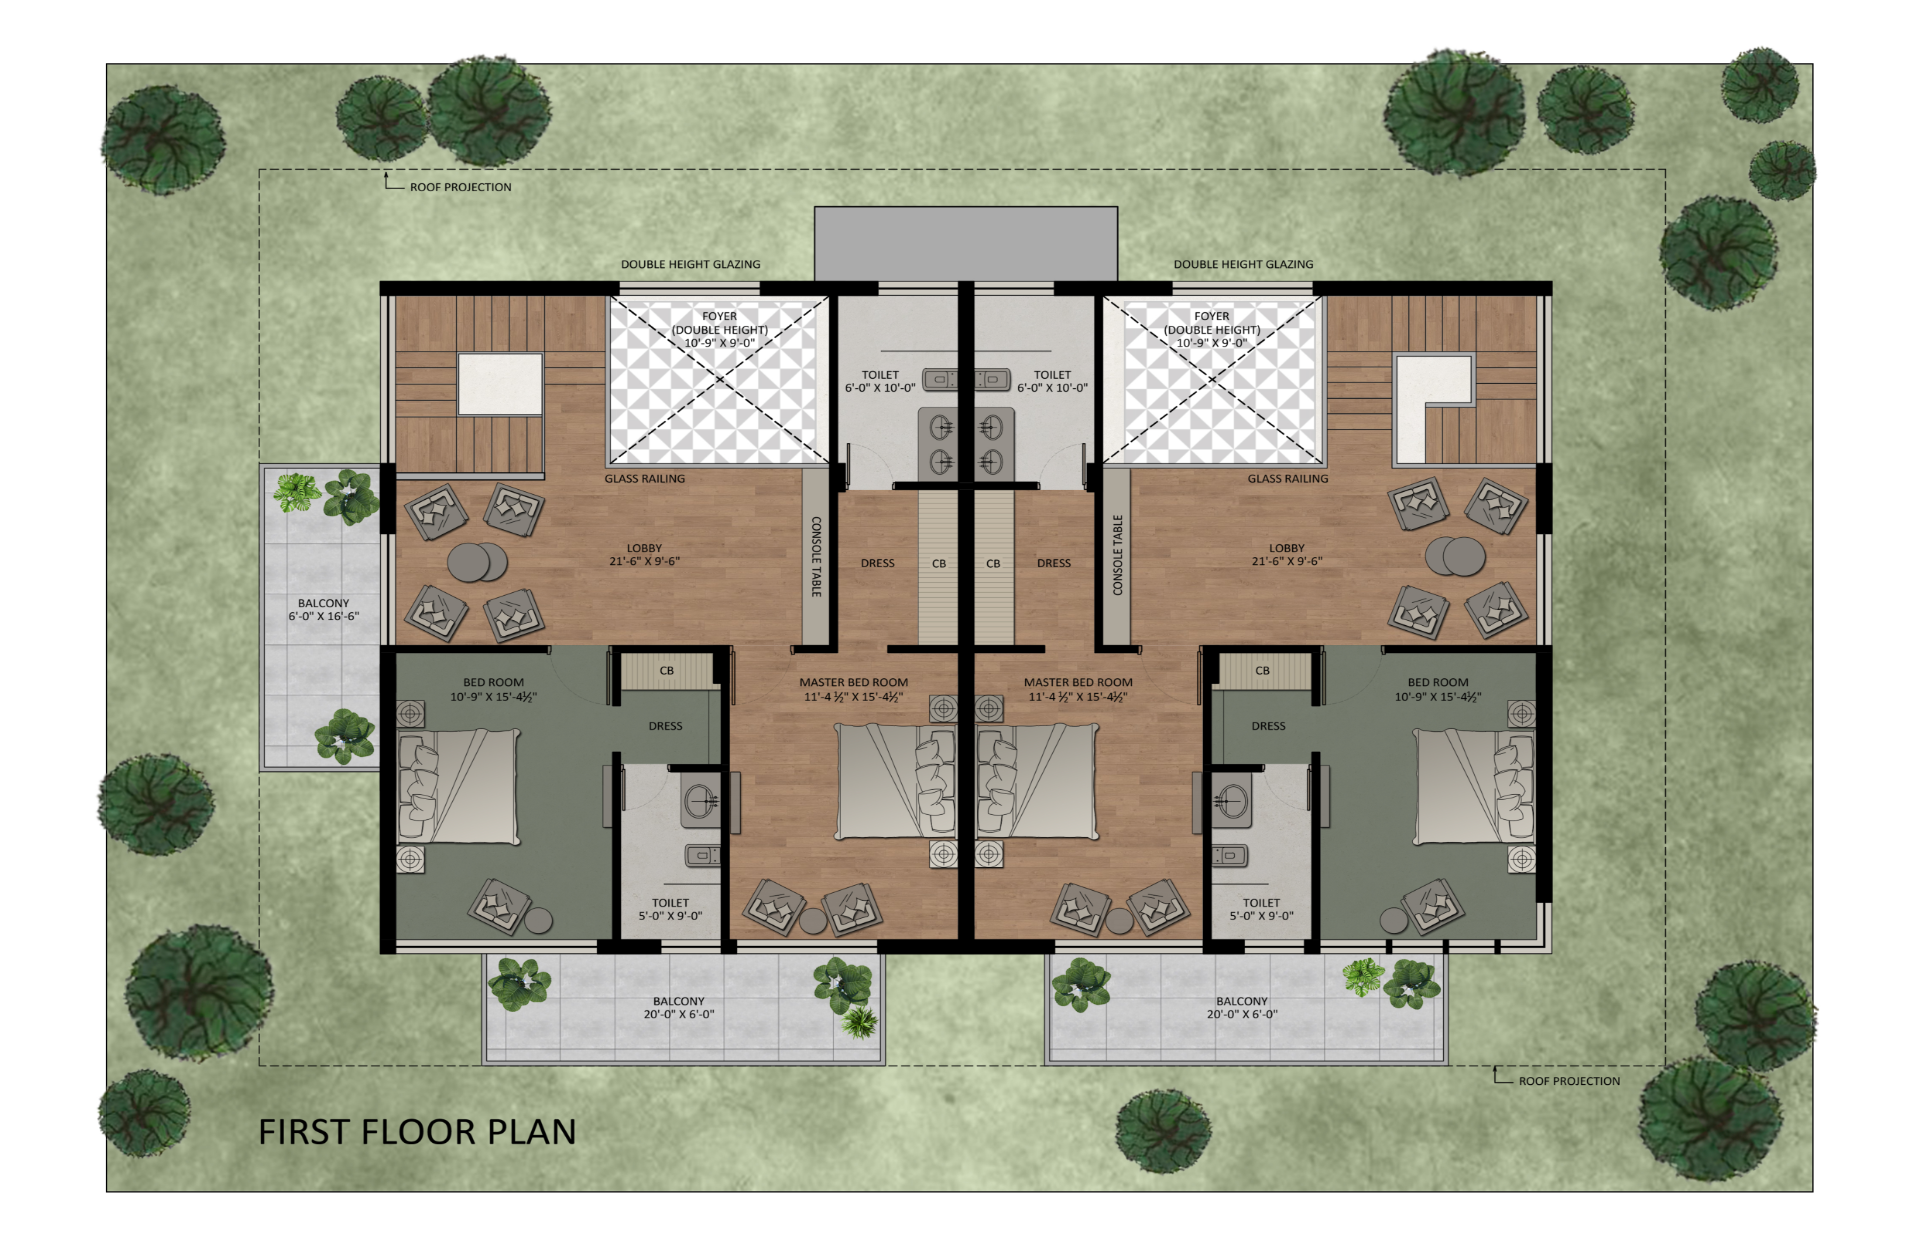 ROOF PROJECTION
DOUBLE HEIGHT GLAZING
DOUBLE HEIGHT GLAZING
FOYER
(DOUBLE HEIGHT)
10'-9" X 9'-0"
FOYER
(DOUBLE HEIGHT)
10'-9" X 9'-0"
TOILET
6'-0" X 10'-0"
TOILET
6'-0" X 10'-0"
GLASS RAILING
GLASS RAILING
LOBBY
21'-6" X 9'-6"
CONSOLE TABLE
DRESS
CB
CB
DRESS
CONSOLE TABLE
LOBBY
21'-6" X 9'-6"
BALCONY
6'-0" X 16'-6"
BED ROOM
10'-9" X 15'-4½"
CB
MASTER BED ROOM
11'-4 ½" X 15'-4½"
MASTER BED ROOM
11'-4 ½" X 15'-4½"
CB
BED ROOM
10'-9" X 15'-4½"
DRESS
DRESS
TOILET
5'-0" X 9'-0"
TOILET
5'-0" X 9'-0"
BALCONY
20'-0" X 6'-0"
BALCONY
20'-0" X 6'-0"
ROOF PROJECTION
FIRST FLOOR PLAN